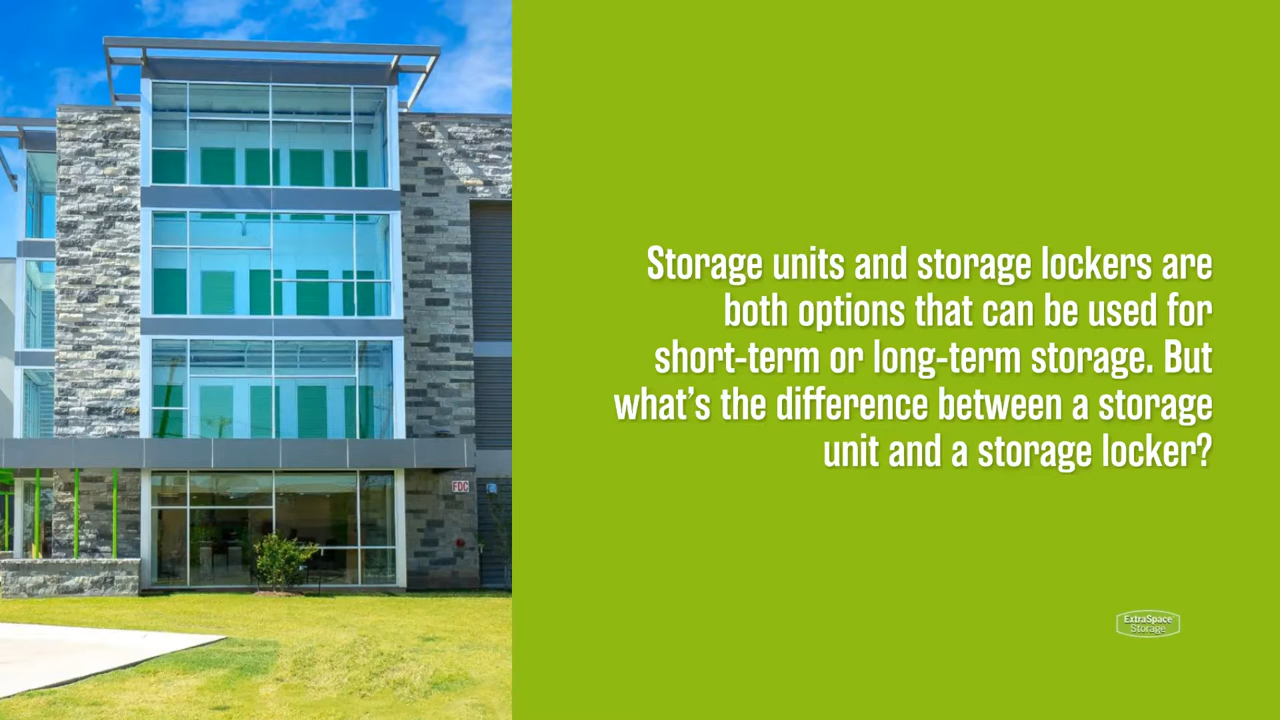 Storage units and storage lockers are
both options that can be used for
short-term or long-term storage. But
what's the difference between a storage
unit and a storage locker?
FDC
ExtraSpace
Storage